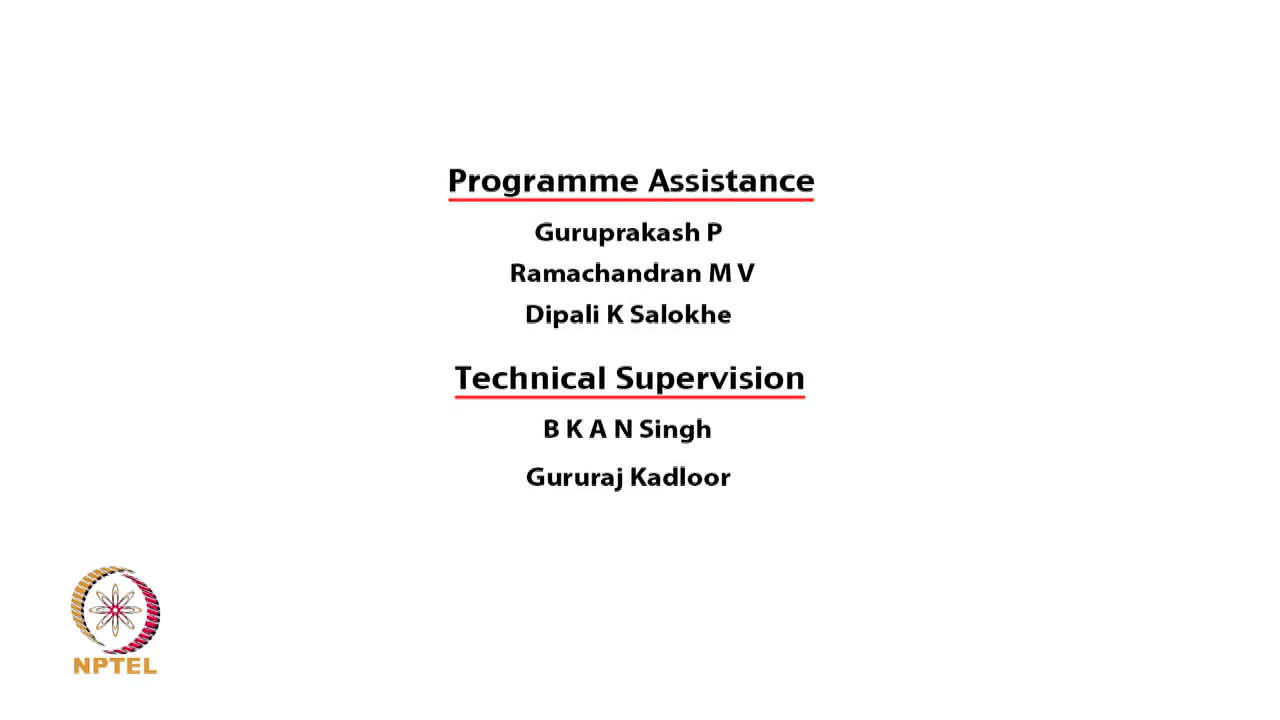 Programme Assistance
Guruprakash P
Ramachandran M V
Dipali K Salokhe
Technical Supervision
B K A N Singh
Gururaj Kadloor
NPTEL